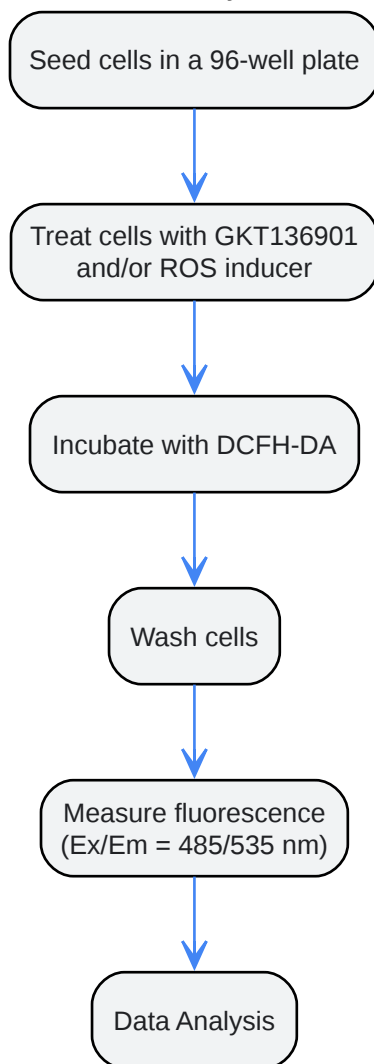 Seed cells in a 96-well plate
Treat cells with GKT136901
and/or ROS inducer
Incubate with DCFH-DA
Wash cells
Measure fluorescence
(Ex/Em = 485/535 nm)
Data Analysis